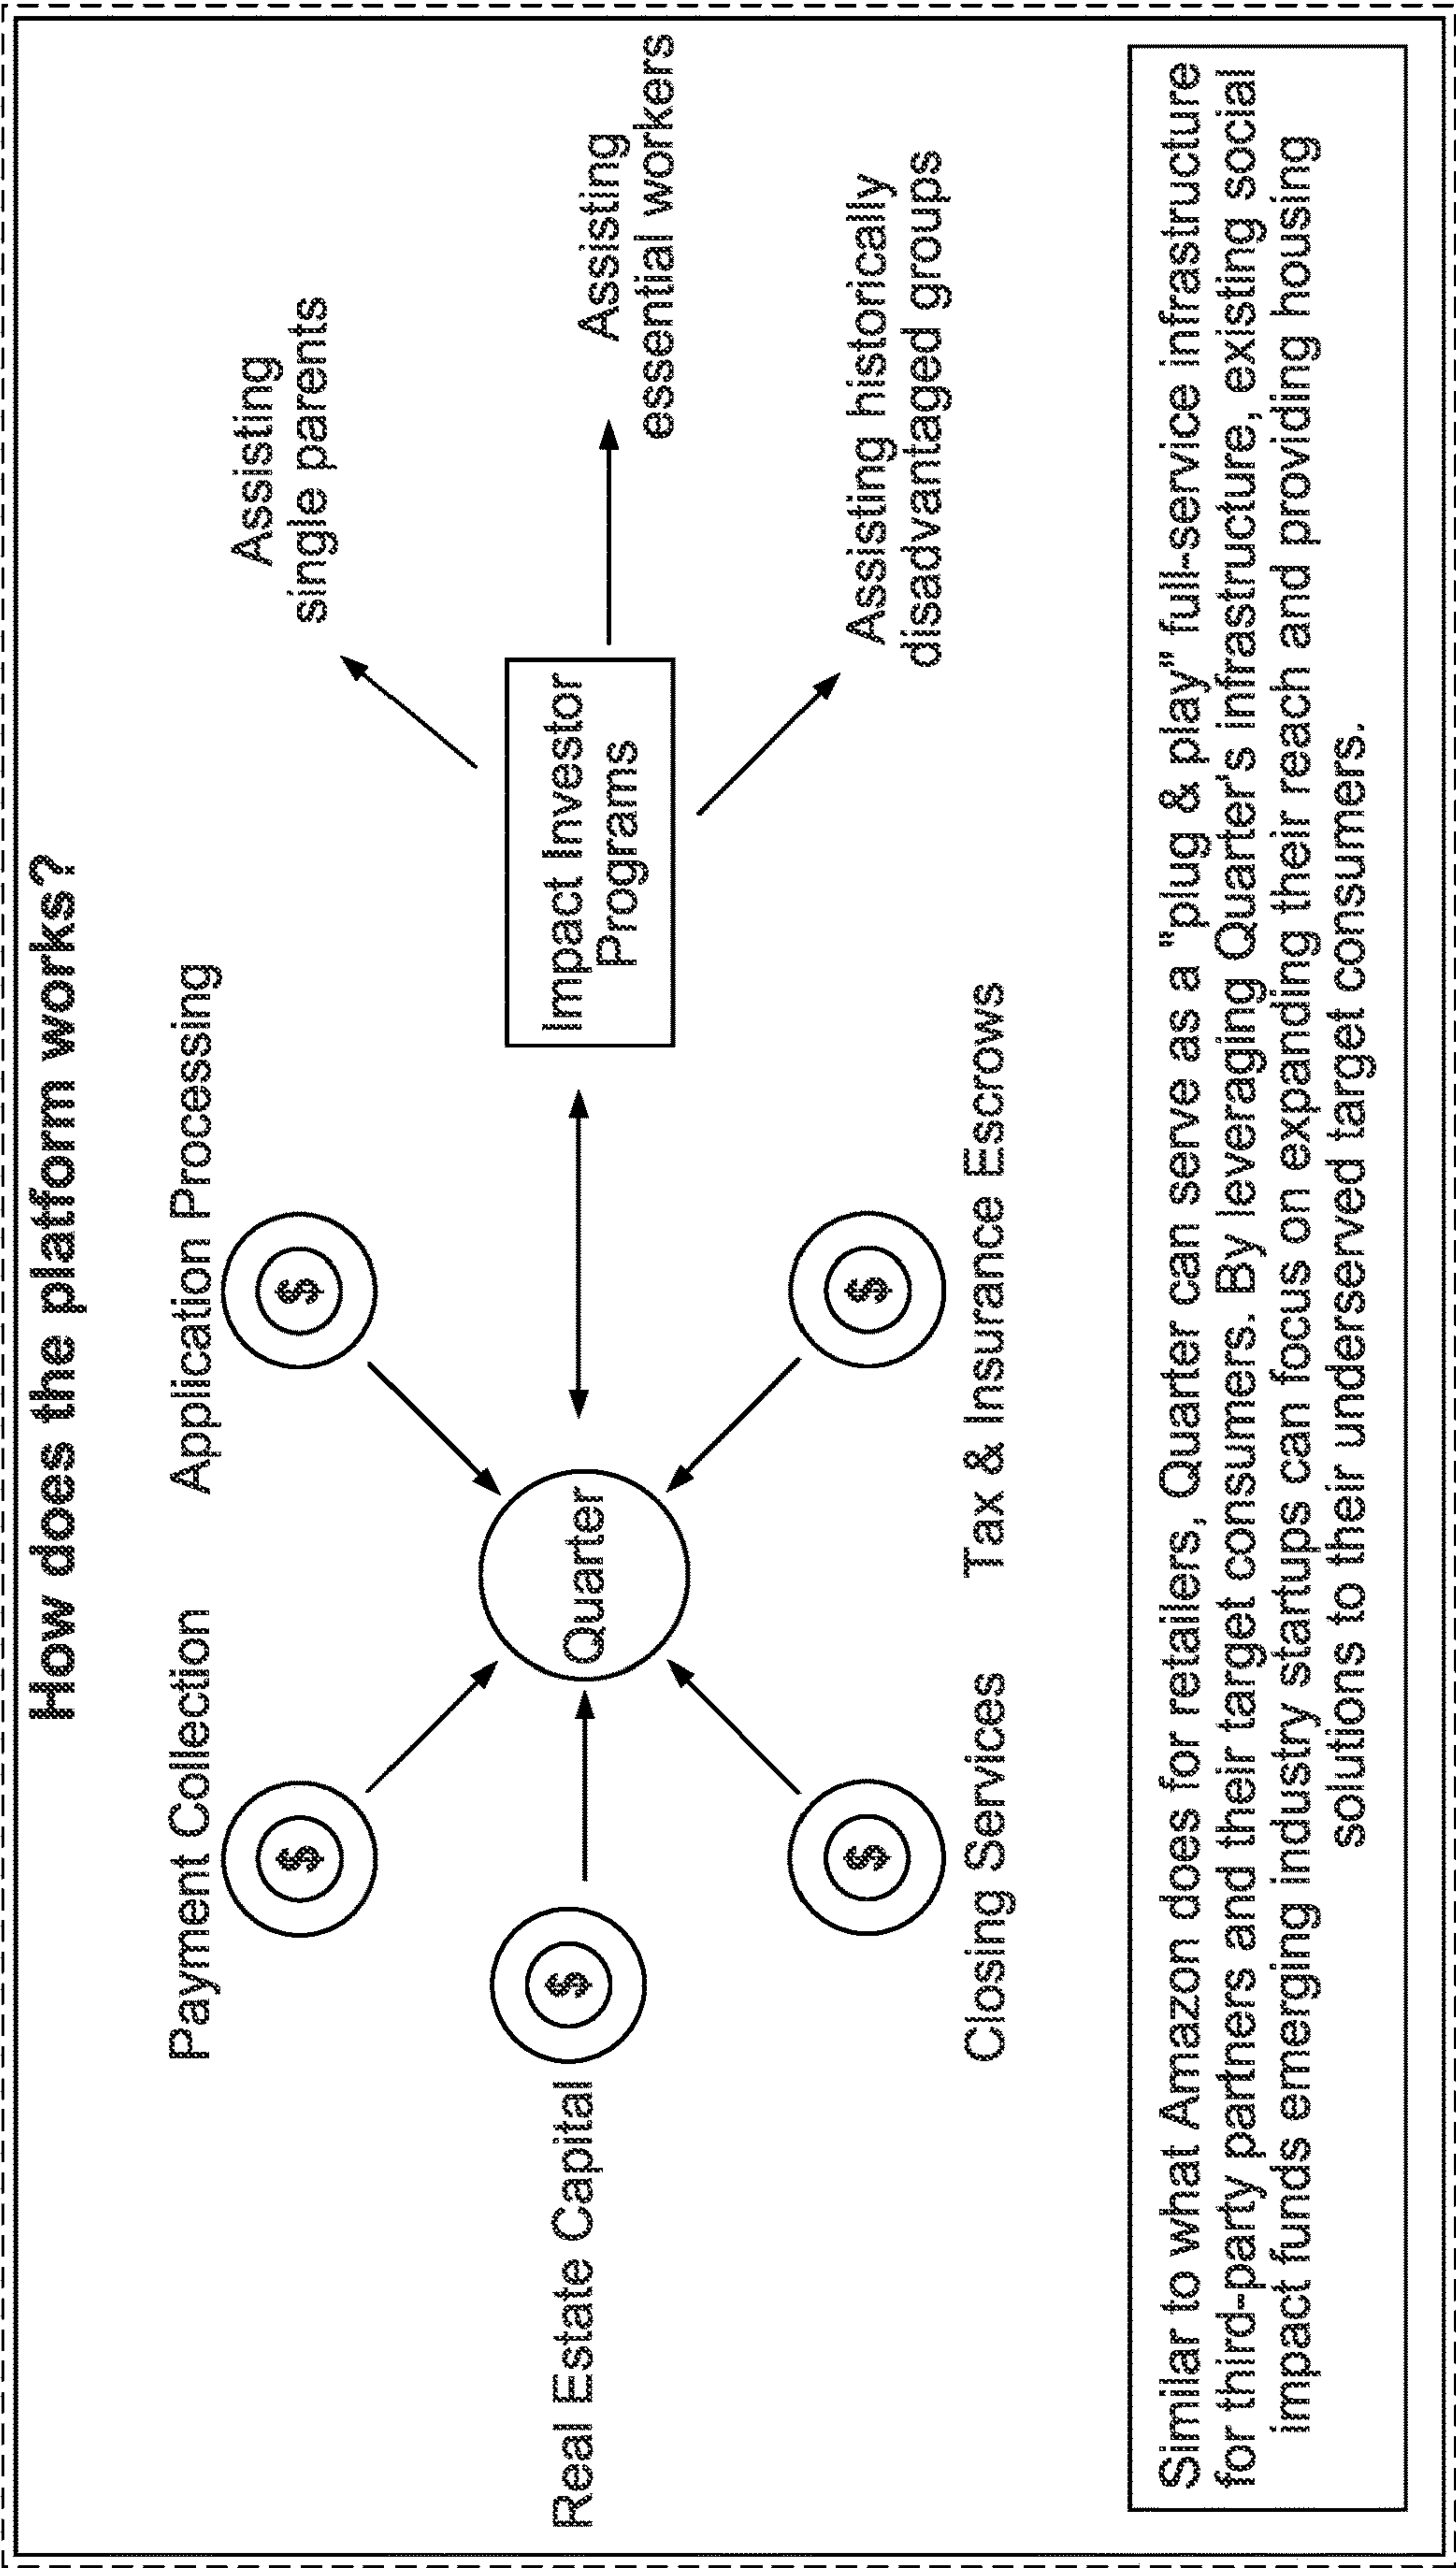 How does the platform works?
Payment Collection
Application Processing
Assisting
single parents
$
$
Real Estate Capital
$
Quarter
Impact Investor
Programs
Assisting
essential workers
$
$
Assisting historically
disadvantaged groups
Closing Services
Tax & Insurance Escrows
Similar to what Amazon does for retailers, Quarter can serve as a "plug & play" full-service infrastructure
for third-party partners and their target consumers. By leveraging Quarter's infrastructure, existing social
impact funds emerging industry startups can focus on expanding their reach and providing housing
solutions to their underserved target consumers.